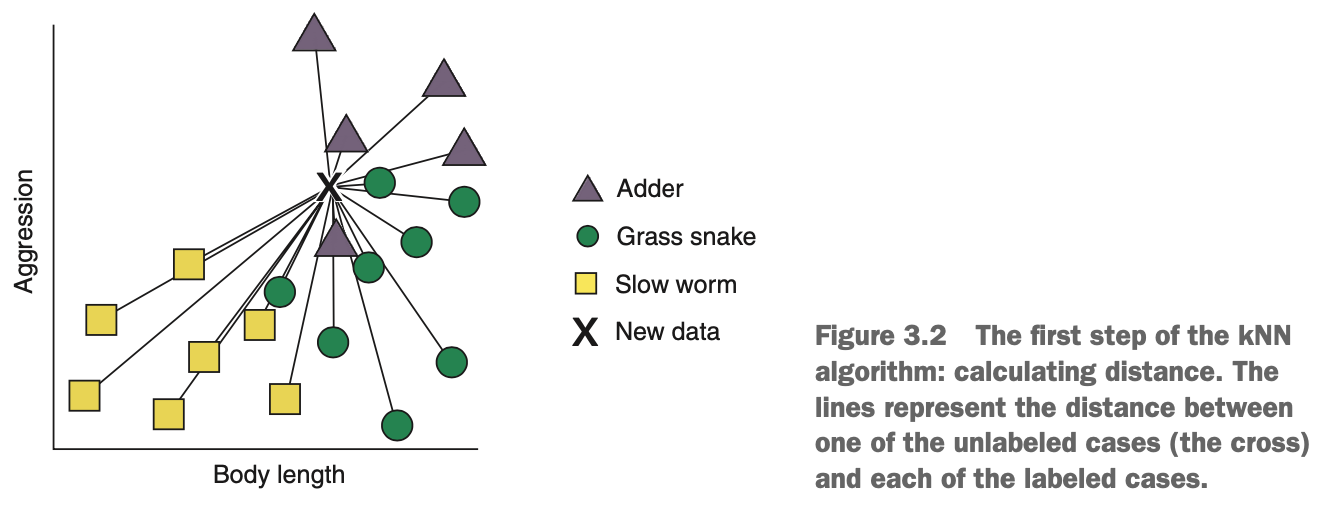 Aggression
Body length
Adder
Grass snake
Slow worm
X New data
Figure 3.2 The first step of the kNN
algorithm: calculating distance. The
lines represent the distance between
one of the unlabeled cases (the cross)
and each of the labeled cases.
X